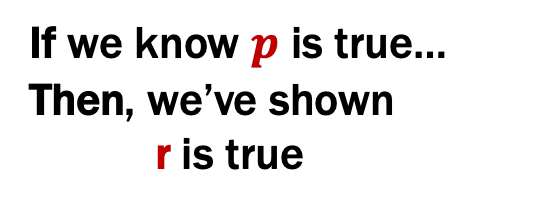 If we know p is true...
Then, we’ve shown
r is true